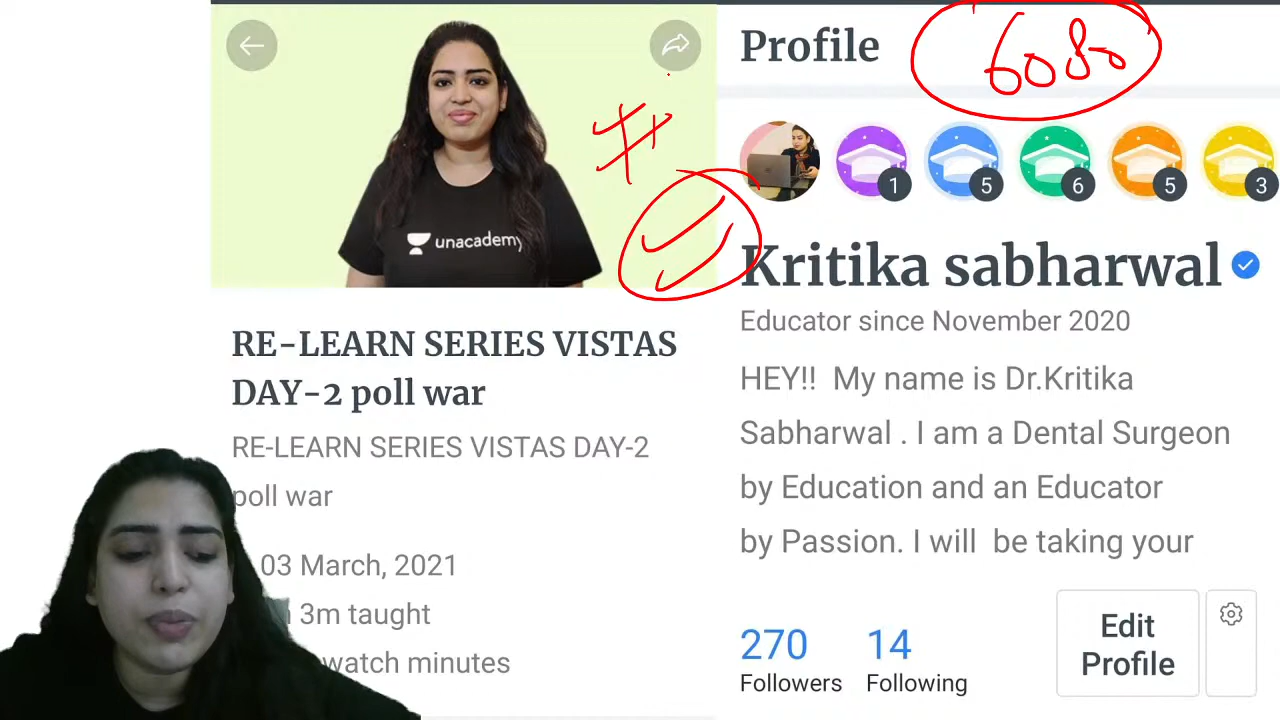 unacademy
RE-LEARN SERIES VISTAS
DAY-2 poll war
RE-LEARN SERIES VISTAS DAY-2
poll war
03 March, 2021
3m taught
watch minutes
Profile
6080
1
5
6
5
3
Kritika sabharwal
Educator since November 2020
HEY!! My name is Dr.Kritika
Sabharwal . I am a Dental Surgeon
by Education and an Educator
by Passion. I will be taking your
270
Followers
14
Following
Edit
Profile